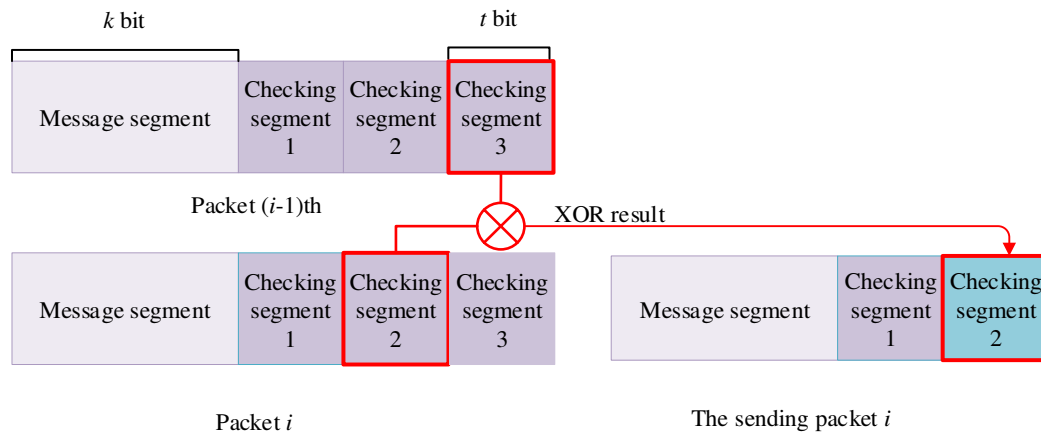 k bit
t bit
Message segment
Checking segment 1
Checking segment 2
Checking segment 3
Packet (i-1)th
XOR result
Message segment
Checking segment 1
Checking segment 2
Checking segment 3
Message segment
Checking segment 1
Checking segment 2
Packet i
The sending packet i